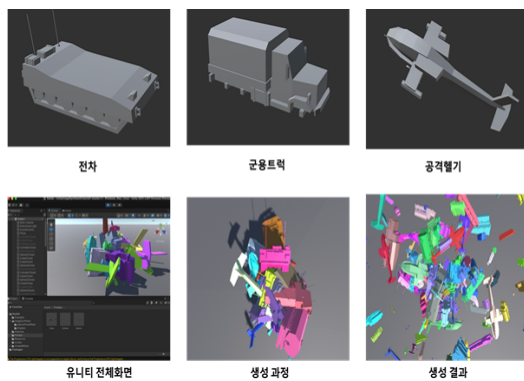 전차
군용트럭
공격헬기
유니티 전체화면
생성 과정
생성 결과